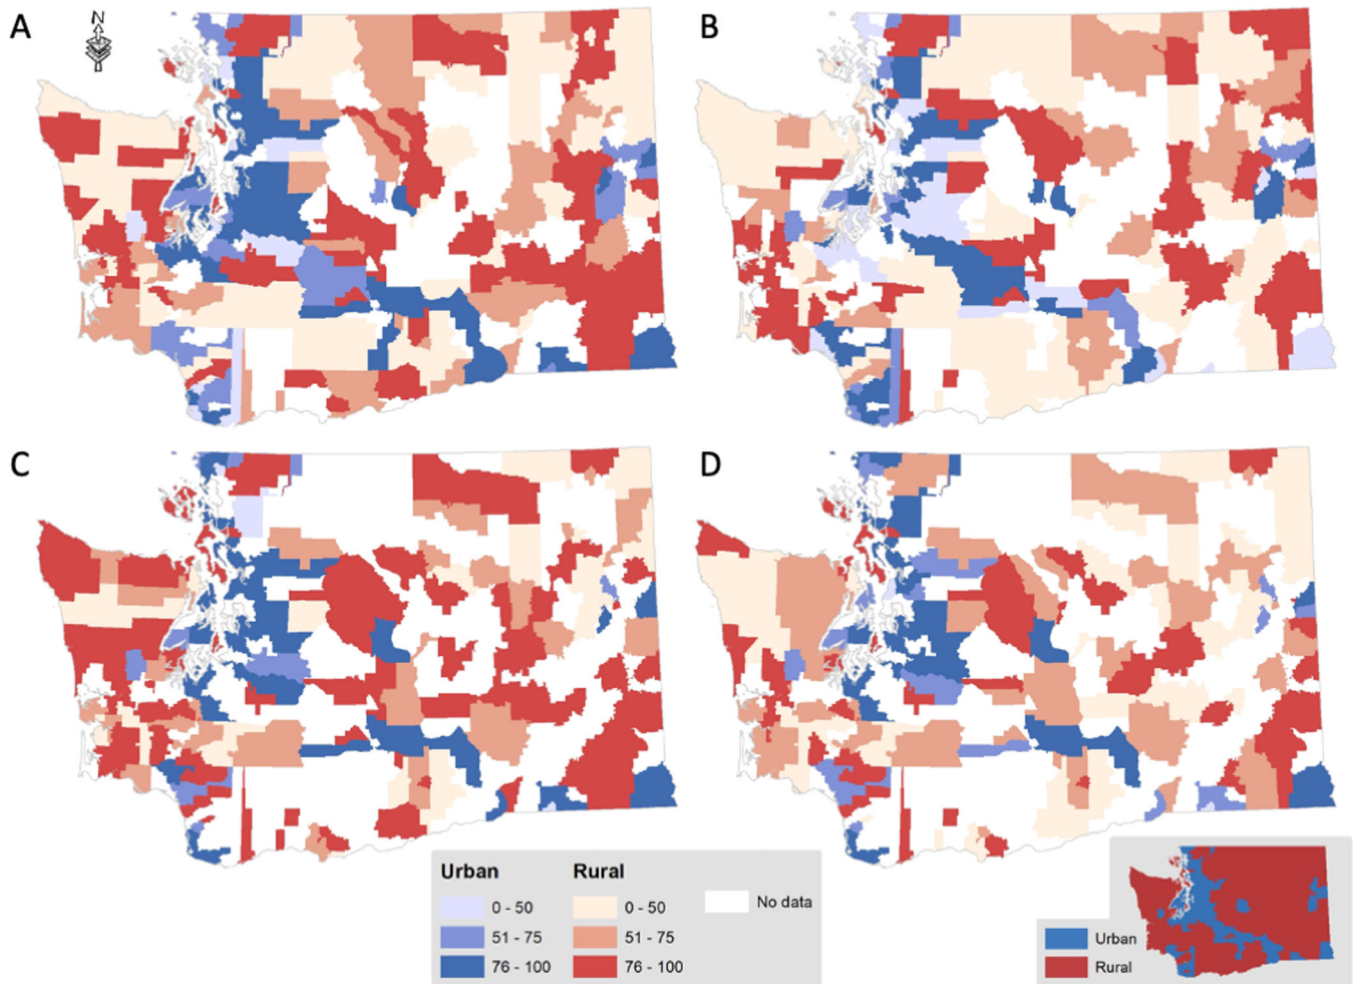 A
N
B
C
D
Urban Rural
0 - 50 0 - 50 No data
51 - 75 51 - 75
76 - 100 76 - 100
Urban
Rural